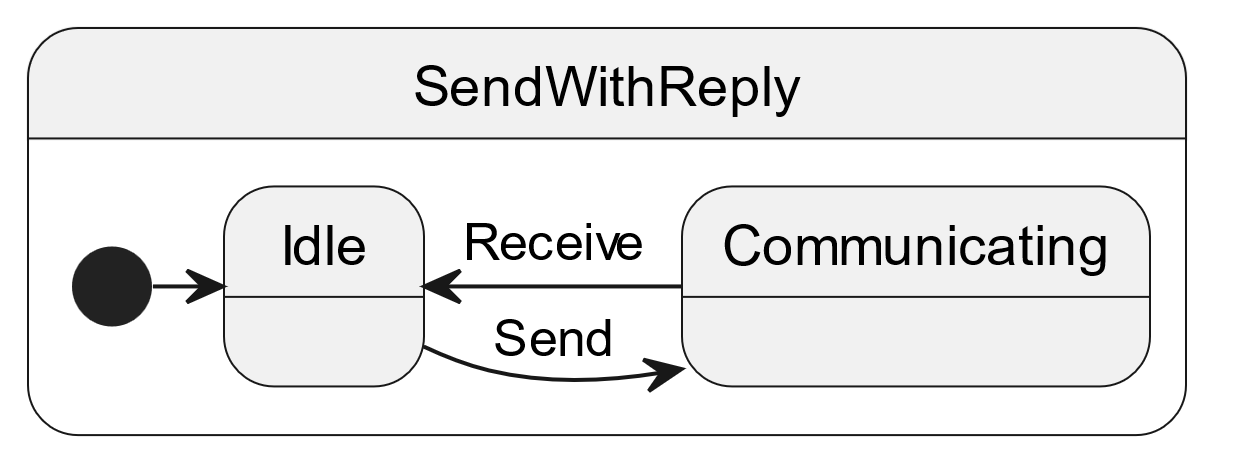 SendWithReply
Idle
Receive
Communicating
Send